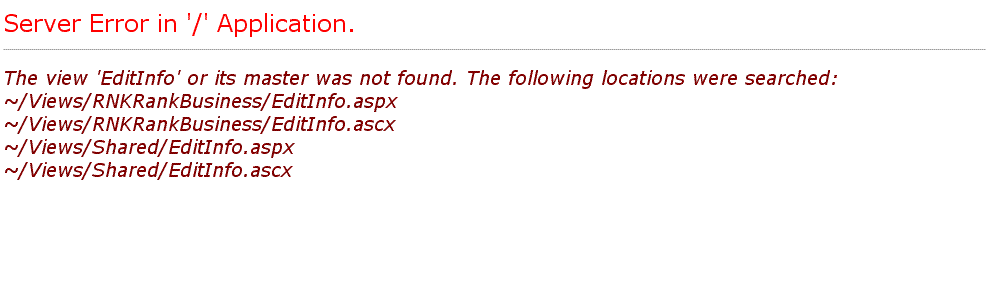 Server Error in '/' Application.
The view 'EditInfo' or its master was not found. The following locations were searched:
~/Views/RNKRankBusiness/EditInfo.aspx
~/Views/RNKRankBusiness/EditInfo.ascx
~/Views/Shared/EditInfo.aspx
~/Views/Shared/EditInfo.ascx